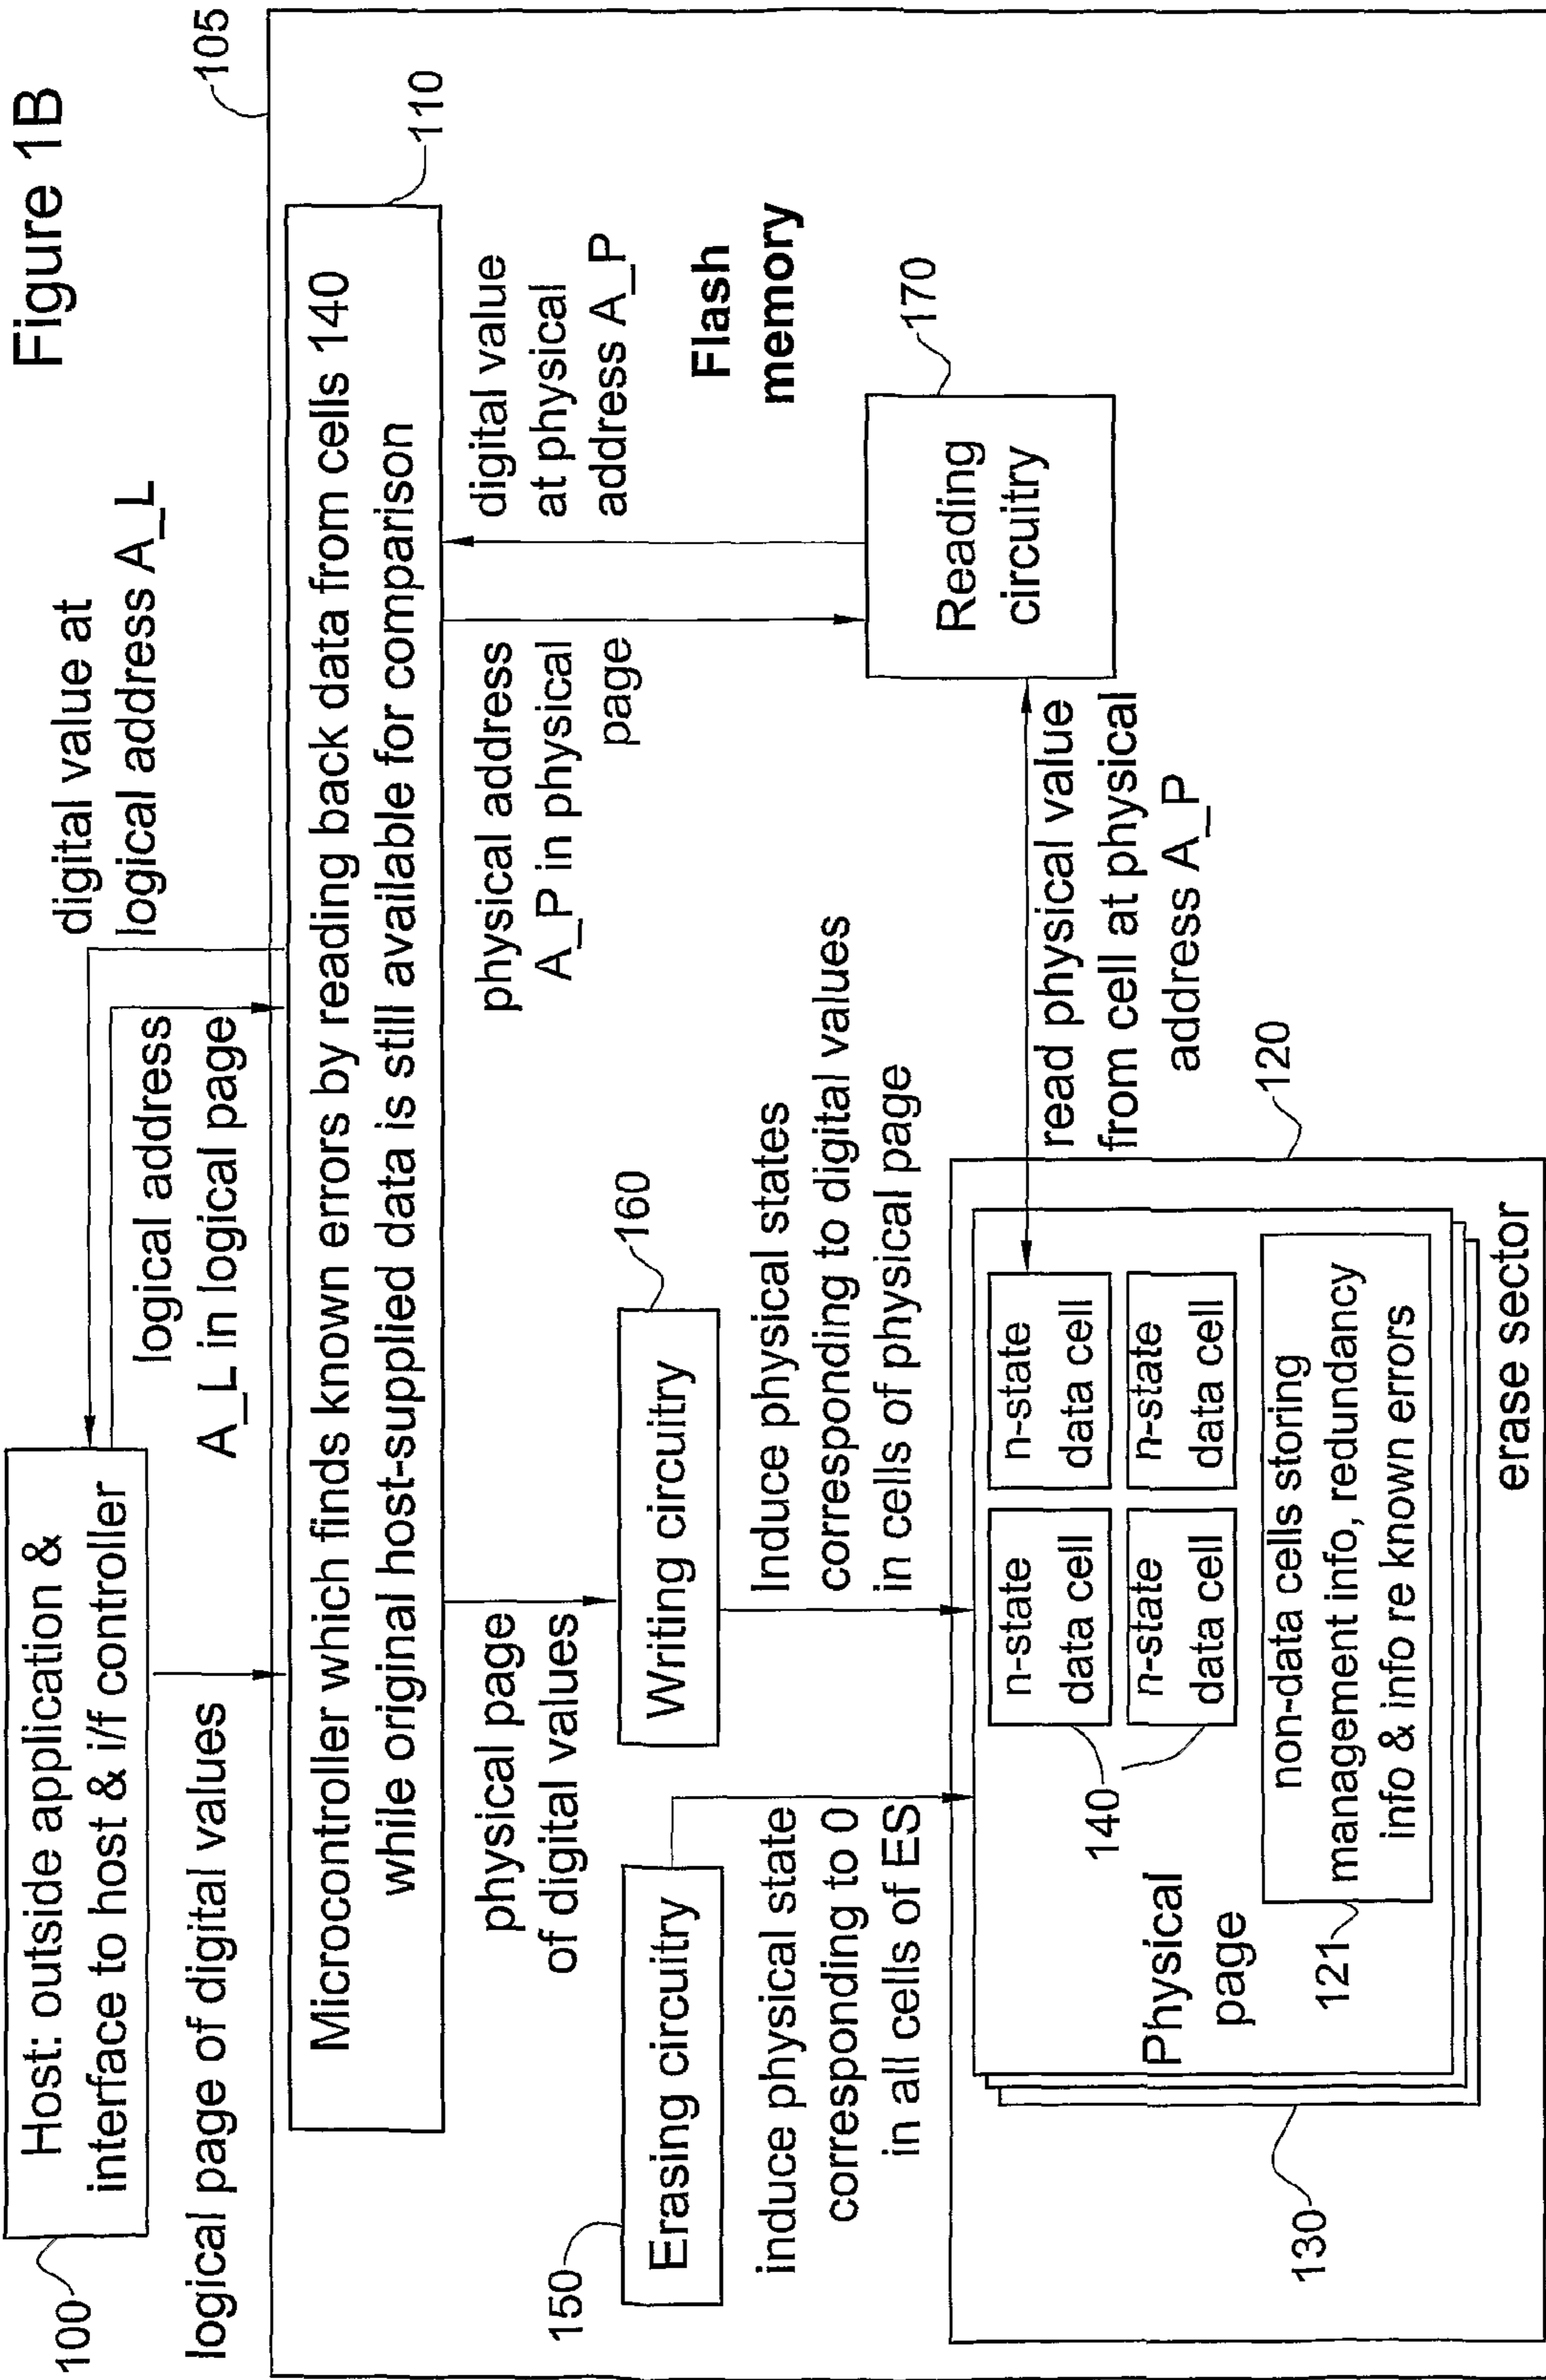 Figure 1B
100
Host: outside application &
interface to host & i/f controller
digital value at
logical address A_L
logical address
A_L in logical page
logical page of digital values
105
Microcontroller which finds known errors by reading back data from cells 140
while original host-supplied data is still available for comparison
110
physical page
of digital values
physical address
A_P in physical
page
digital value
at physical
address A_P
Flash
memory
150
Erasing circuitry
Writing circuitry
160
Reading
circuitry
170
induce physical state
corresponding to 0
in all cells of ES
Induce physical states
corresponding to digital values
in cells of physical page
read physical value
from cell at physical
address A_P
120
130
Physical
page
140
n-state
data cell
n-state
data cell
n-state
data cell
n-state
data cell
121
non-data cells storing
management info, redundancy
info & info re known errors
erase sector